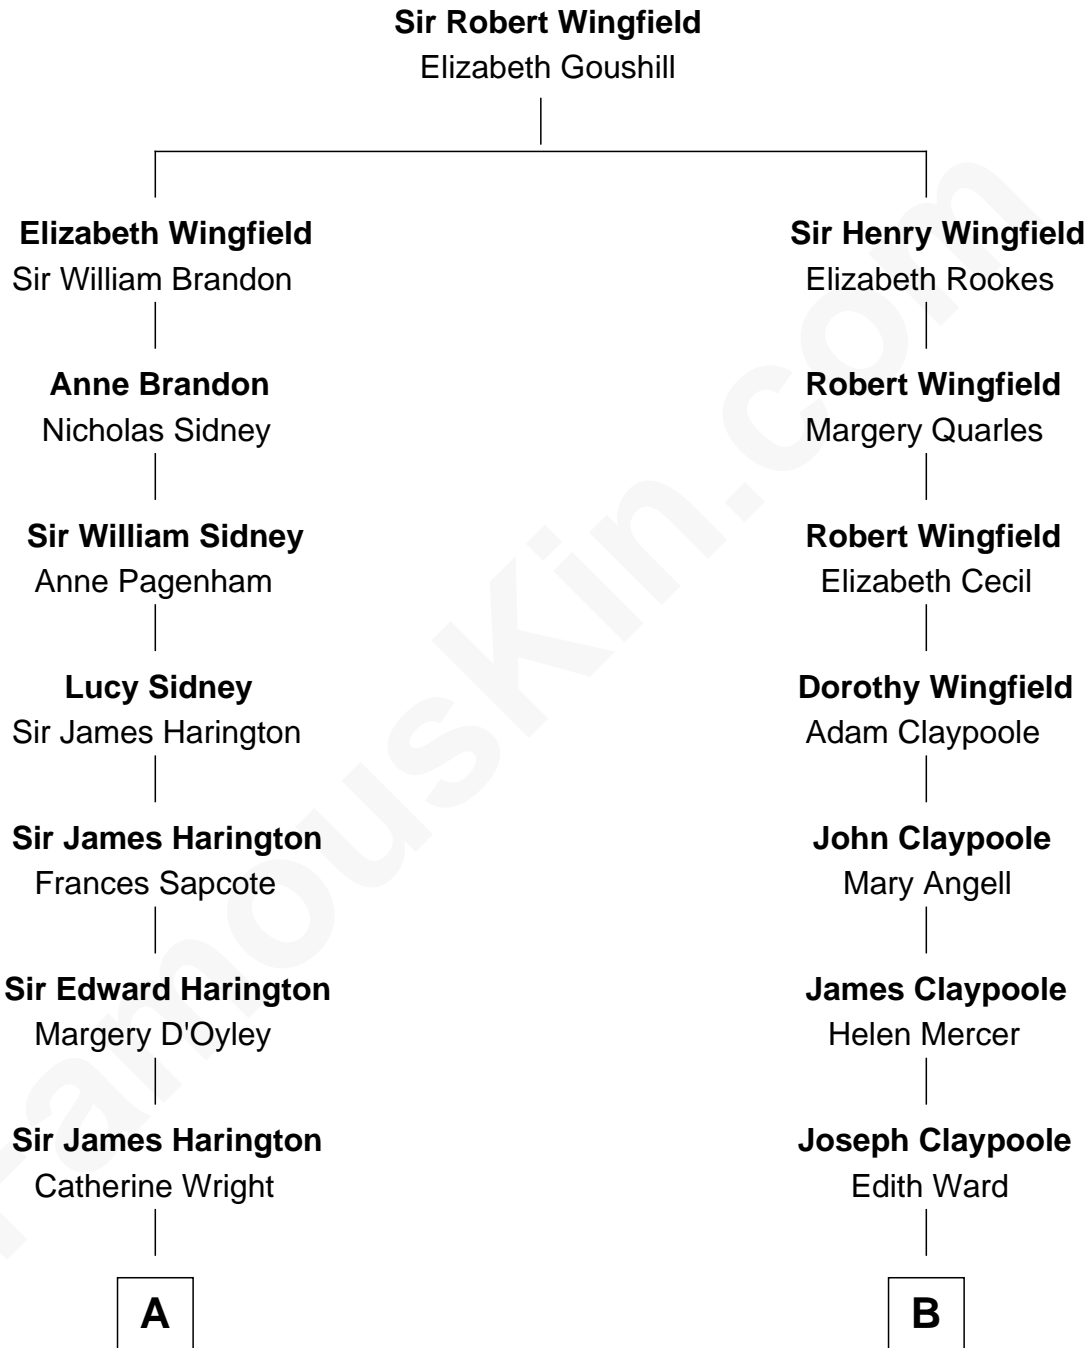 Sir Robert Wingfield
Elizabeth Goushill
Elizabeth Wingfield
Sir William Brandon
Anne Brandon
Nicholas Sidney
Sir William Sidney
Anne Pagenham
Lucy Sidney
Sir James Harington
Sir James Harington
Frances Sapcote
Sir Edward Harington
Margery D'Oyley
Sir James Harington
Catherine Wright
A
Sir Henry Wingfield
Elizabeth Rookes
Robert Wingfield
Margery Quarles
Robert Wingfield
Elizabeth Cecil
Dorothy Wingfield
Adam Claypoole
John Claypoole
Mary Angell
James Claypoole
Helen Mercer
Joseph Claypoole
Edith Ward
B
FamousKin.com